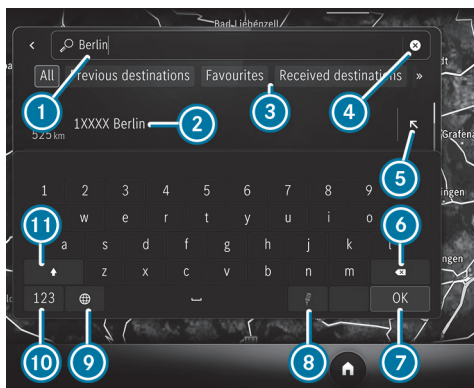 Bad Liebenzell
Berlin
All Previous destinations Favourites Received destinations »
1 2 3 4
1XXXX Berlin
525 km
5
Grafena
1 2 3 4 5 6 7 8 9
ngen
11 6
w e r t y u i o
a s d f g h j k l
z x c v b n m
ngen
123 OK
10 9 8 7